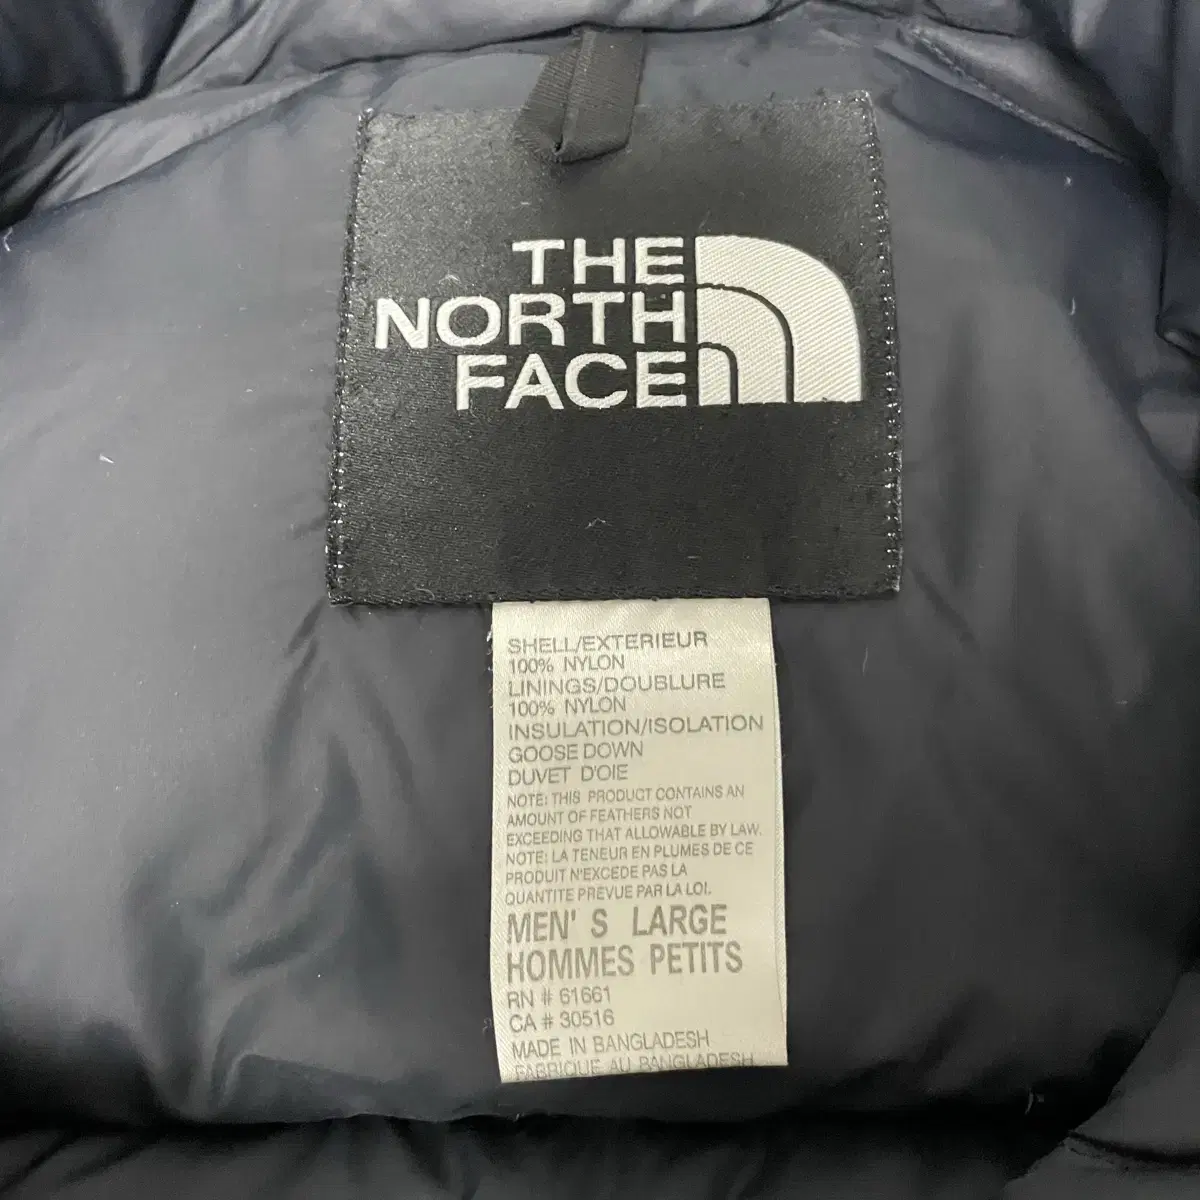 THE
NORTH
FACE
SHELL/EXTERIEUR
100% NYLON
LININGS/DOUBLURE
100% NYLON
INSULATION/ISOLATION
GOOSE DOWN
DUVET D'OIE
NOTE: THIS PRODUCT CONTAINS AN
AMOUNT OF FEATHERS NOT
EXCEEDING THAT ALLOWABLE BY LAW.
NOTE: LA TENEUR EN PLUMES DE CE
PRODUIT N'EXCEDE PAS LA
QUANTITE PREVUE PAR LA LOI.
MEN' S LARGE
HOMMES PETITS
RN # 61661
CA # 30516
MADE IN BANGLADESH
FABRIQUE AU BANGLADESH